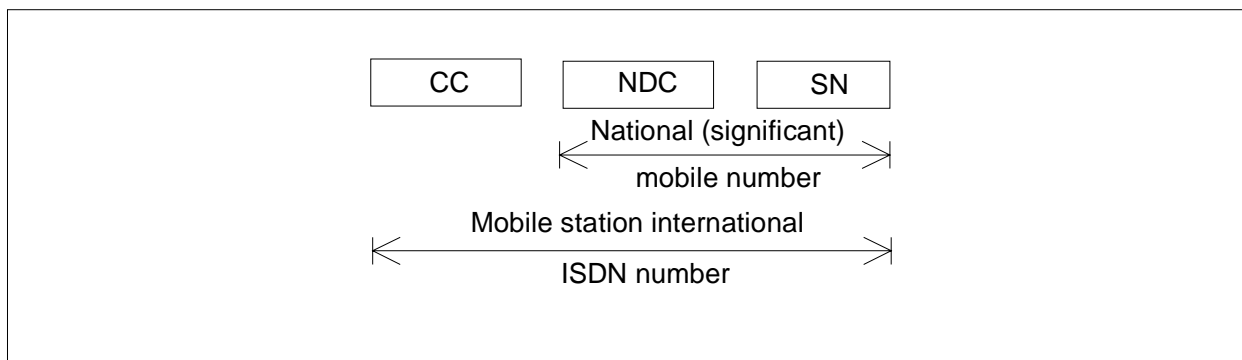 CC NDC SN
National (significant)
mobile number
Mobile station international
ISDN number